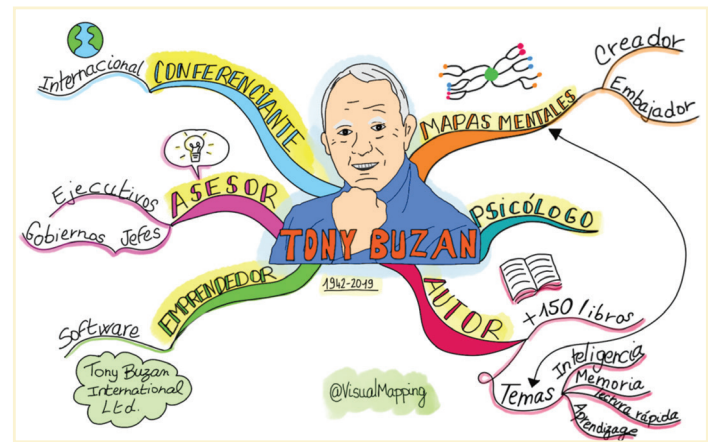 TONY BUZAN
1942-2019
MAPAS MENTALES
Creador
Embajador
PSICÓLOGO
AUTOR
+150 libros
Temas
Inteligencia
Memoria
lectura rápida
Aprendizage
EMPRENDEDOR
Software
Tony Buzan
International
Ltd.
ASESOR
Ejecutivos
Gobiernos Jefes
CONFERENCIANTE
Internacional
@VisualMapping